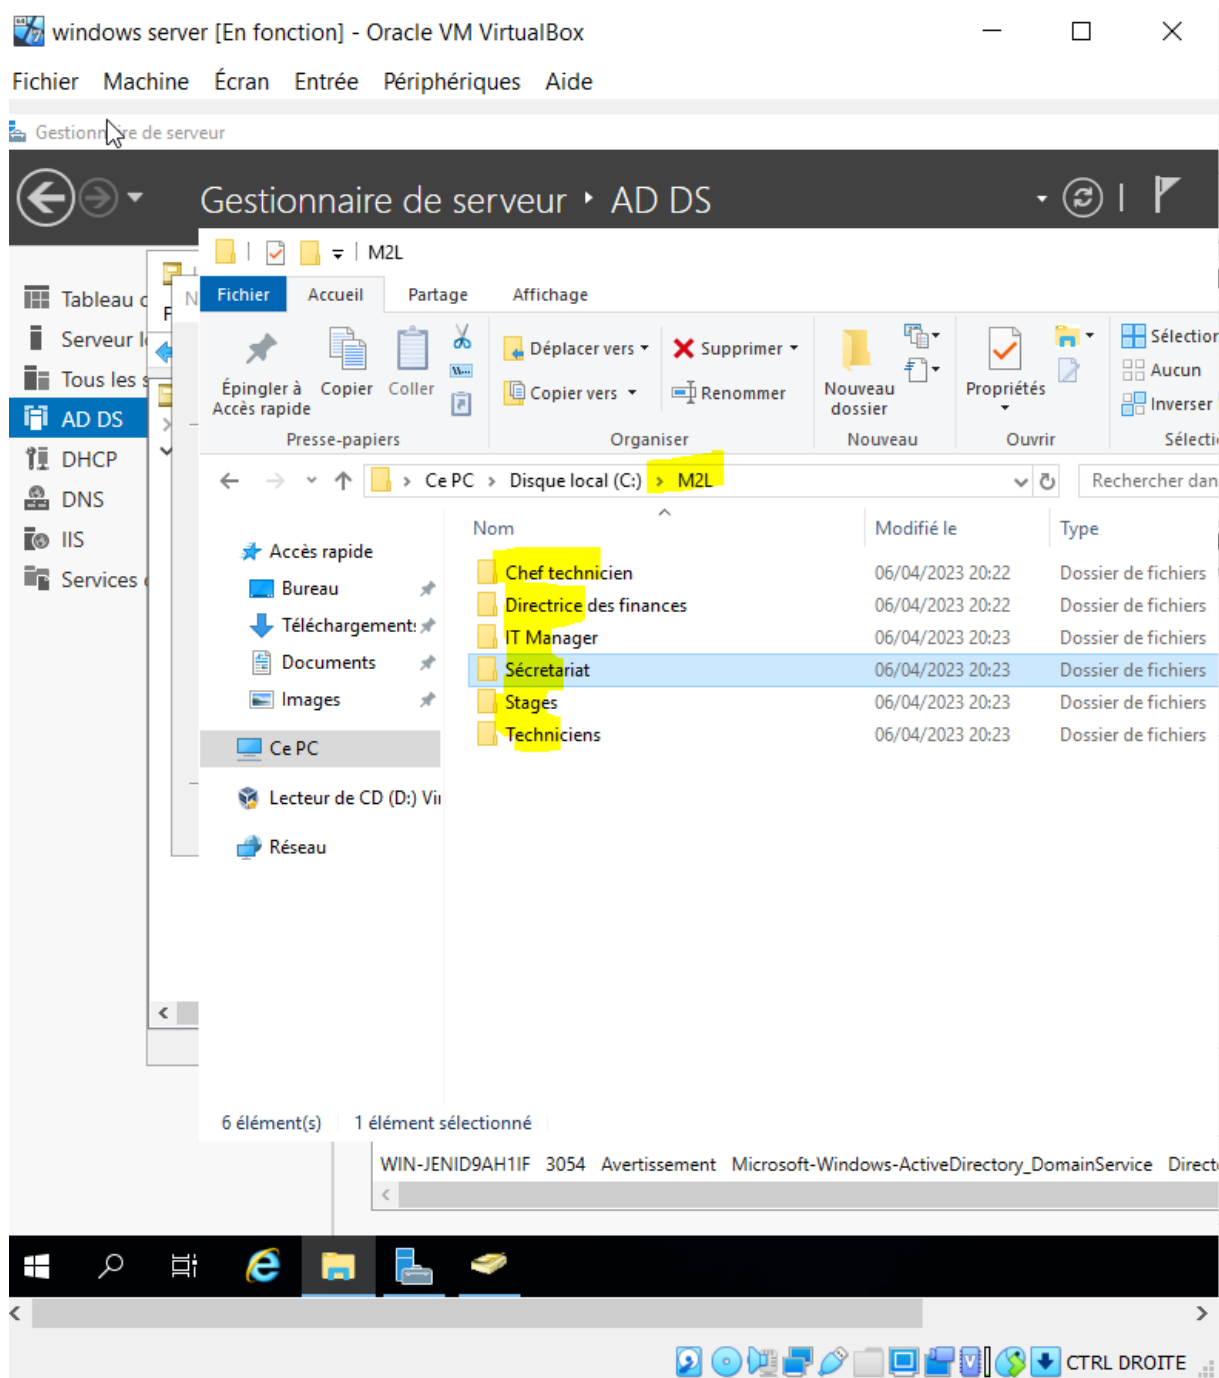 windows server [En fonction] - Oracle VM VirtualBox
Fichier Machine Écran Entrée Périphériques Aide
Gestionnaire de serveur
Gestionnaire de serveur AD DS
M2L
Fichier Accueil Partage Affichage
Tableau
Serveur
Tous les
AD DS
DHCP
DNS
IIS
Services
Épingler à Accès rapide
Copier
Coller
Déplacer vers
Copier vers
Supprimer
Renommer
Nouveau dossier
Propriétés
Sélection
Aucun
Inverser
Presse-papiers Organiser Nouveau Ouvrir Sélecti
Ce PC > Disque local (C:) > M2L
Rechercher dan
Nom Modifié le Type
Accès rapide
Bureau
Téléchargements
Documents
Images
Ce PC
Lecteur de CD (D:) Vi
Réseau
Chef technicien 06/04/2023 20:22 Dossier de fichiers
Directrice des finances 06/04/2023 20:22 Dossier de fichiers
IT Manager 06/04/2023 20:23 Dossier de fichiers
Sécretariat 06/04/2023 20:23 Dossier de fichiers
Stages 06/04/2023 20:23 Dossier de fichiers
Techniciens 06/04/2023 20:23 Dossier de fichiers
6 élément(s) 1 élément sélectionné
WIN-JENID9AH1IF 3054 Avertissement Microsoft-Windows-ActiveDirectory_DomainService Direct
CTRL DROITE